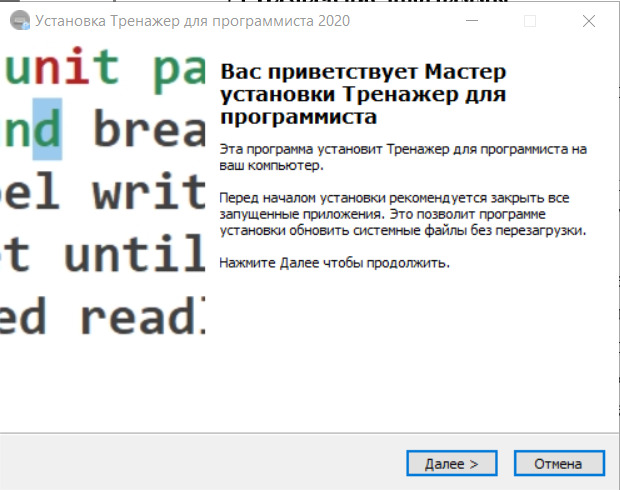 Установка Тренажер для программиста 2020
unit pa
nd brea
el writ
t until
ed readl
Вас приветствует Мастер
установки Тренажер для
программиста
Эта программа установит Тренажер для программиста на
ваш компьютер.
Перед началом установки рекомендуется закрыть все
запущенные приложения. Это позволит программе
установки обновить системные файлы без перезагрузки.
Нажмите Далее чтобы продолжить.
Далее >
Отмена